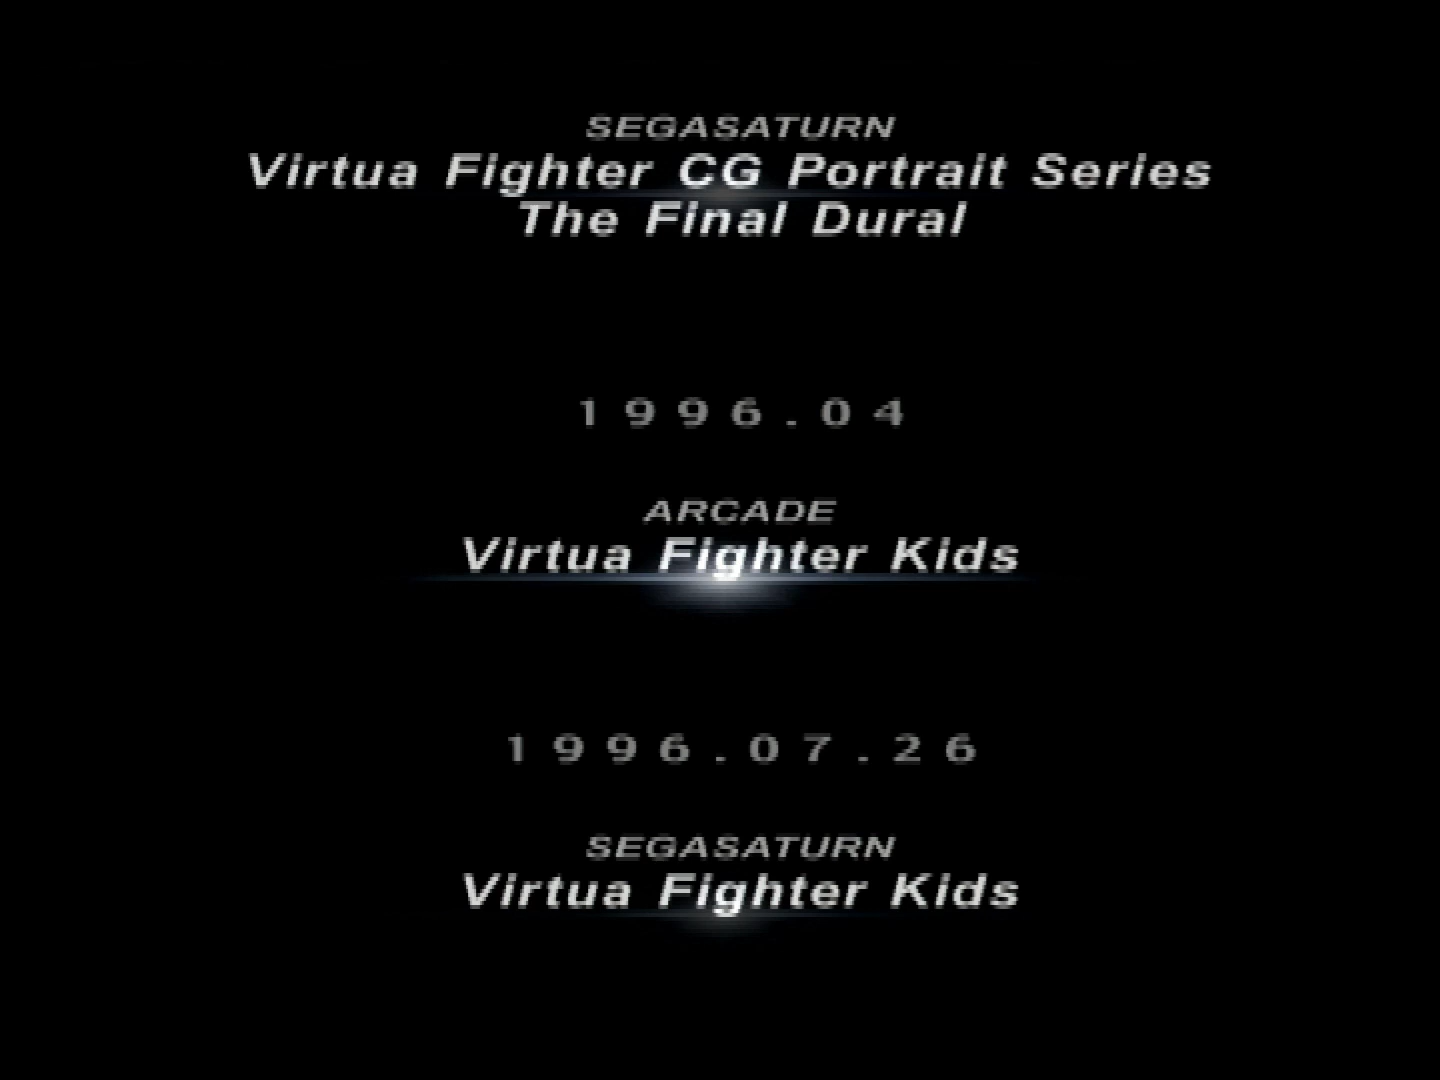 SEGASATURN
Virtua Fighter CG Portrait Series
The Final Dural
1996.04
ARCADE
Virtua Fighter Kids
1996.07.26
SEGASATURN
Virtua Fighter Kids